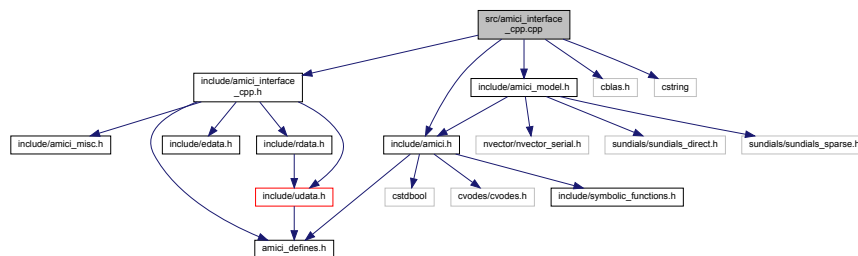 src/amici_interface
_cpp.cpp
include/amici_interface
_cpp.h
include/amici_model.h
cblas.h
cstring
include/amici_misc.h
include/edata.h
include/rdata.h
include/amici.h
nvector/nvector_serial.h
sundials/sundials_direct.h
sundials/sundials_sparse.h
include/udata.h
cstdbool
cvodes/cvodes.h
include/symbolic_functions.h
amici_defines.h